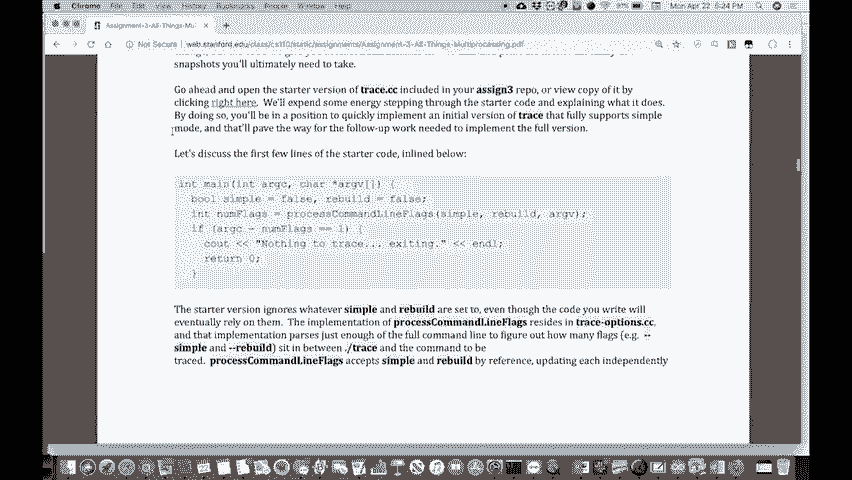 Chrome File Edit View History Bookmarks People Window Help
91% Mon Apr 22 5:24 PM
Assignment-3-All-Things-Mul
Not Secure | web.stanford.edu/class/cs110/static/assignments/Assignment-3-All-Things-Multiprocessing.pdf
snapshots you'll ultimately need to take.
Go ahead and open the starter version of trace.cc included in your assign3 repo, or view copy of it by
clicking right here. We'll expend some energy stepping through the starter code and explaining what it does.
By doing so, you'll be in a position to quickly implement an initial version of trace that fully supports simple
mode, and that'll pave the way for the follow-up work needed to implement the full version.
Let's discuss the first few lines of the starter code, inlined below:
int main(int argc, char *argv[]) {
bool simple = false, rebuild = false;
int numFlags = processCommandLineFlags(simple, rebuild, argv);
if (argc - numFlags == 1) {
cout << "Nothing to trace... exiting." << endl;
return 0;
}
The starter version ignores whatever simple and rebuild are set to, even though the code you write will
eventually rely on them. The implementation of processCommandLineFlags resides in trace-options.cc,
and that implementation parses just enough of the full command line to figure out how many flags (e.g. --
simple and --rebuild) sit in between ./trace and the command to be
traced. processCommandLineFlags accepts simple and rebuild by reference, updating each independently